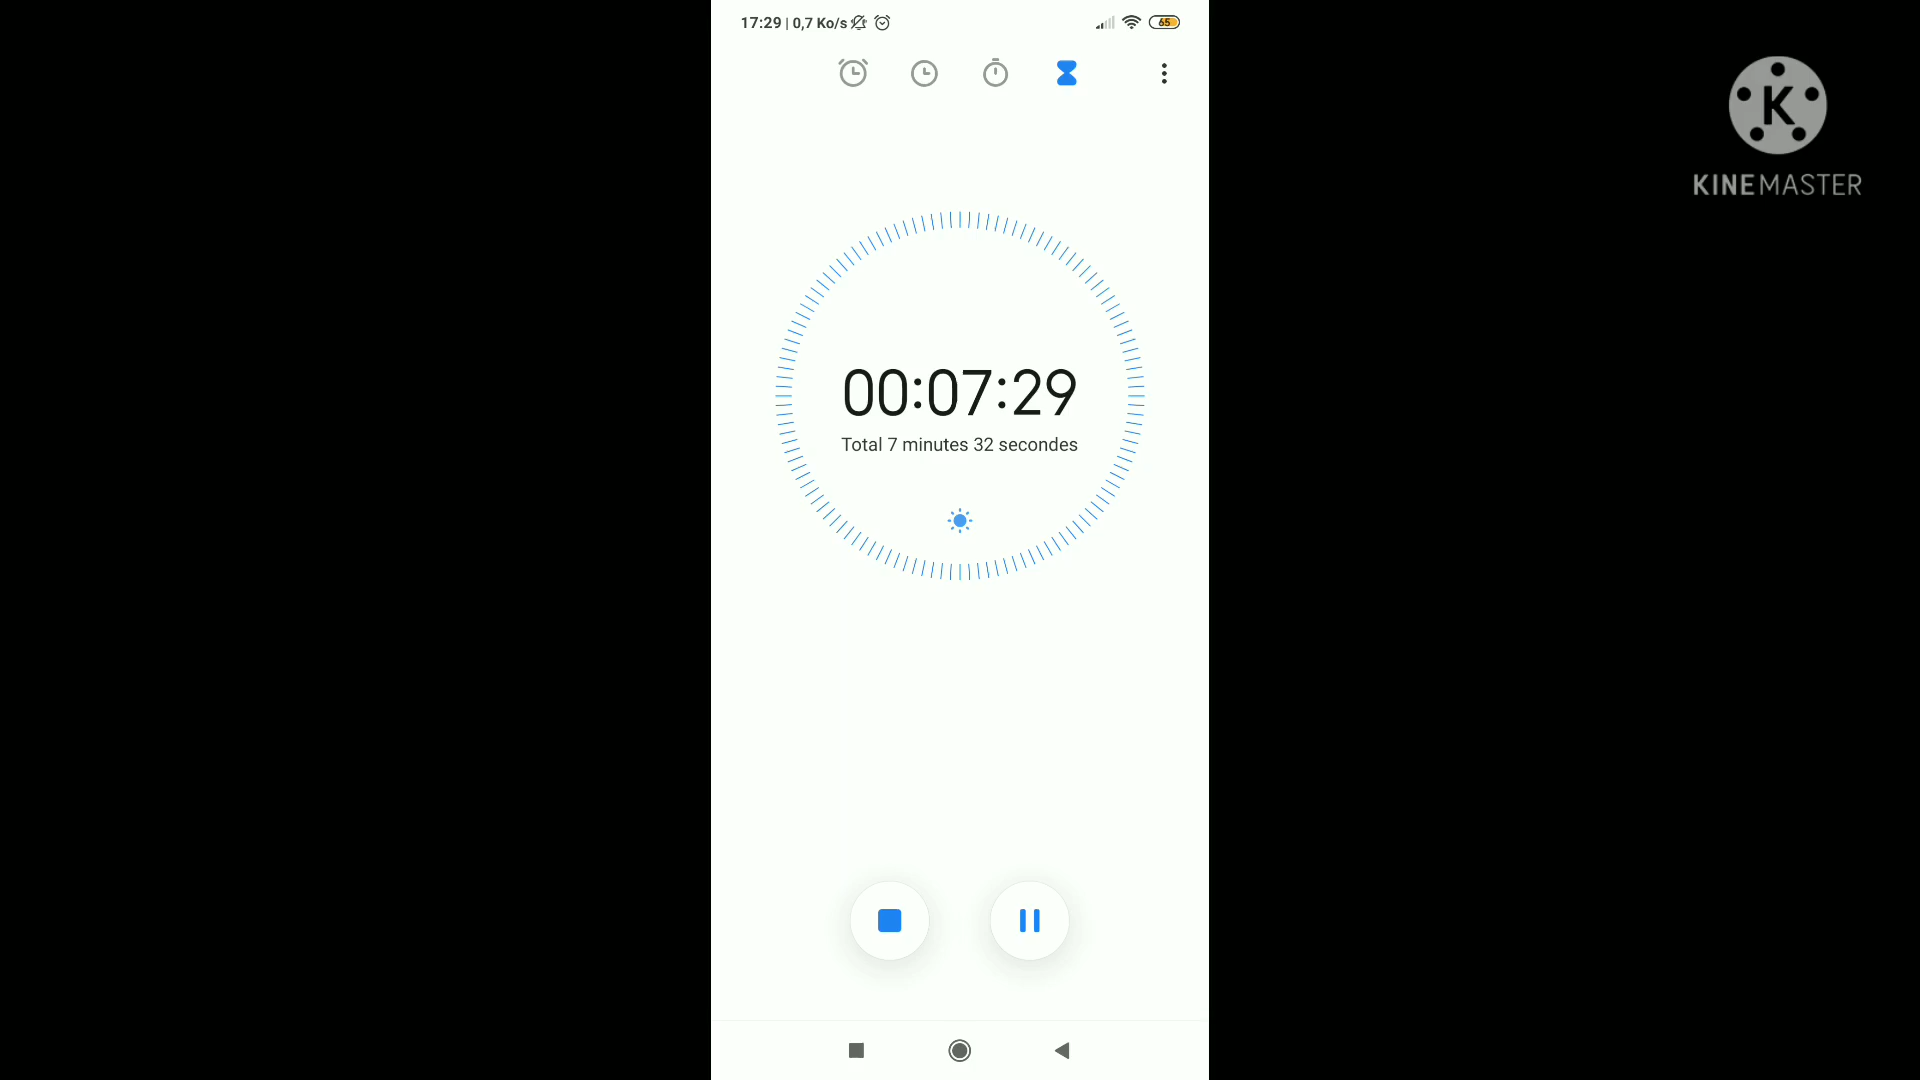 17:29 | 0,7 Ko/s
65
K
KINEMASTER
00:07:29
Total 7 minutes 32 secondes